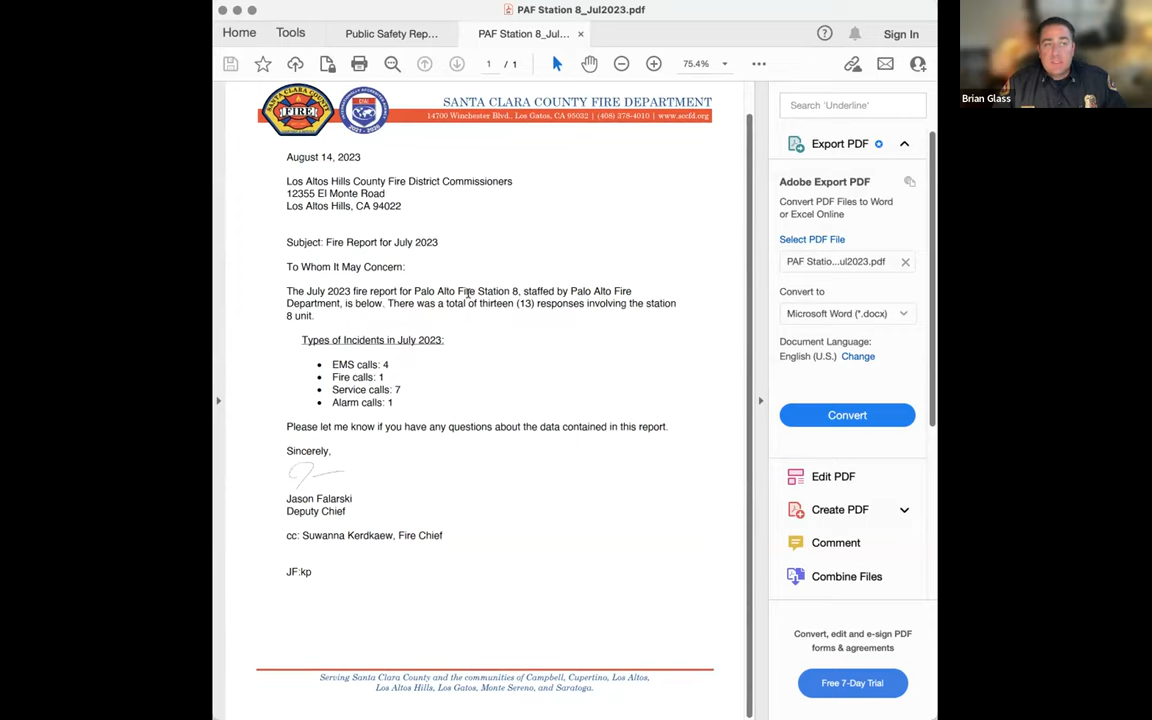 PAF Station 8_Jul2023.pdf
Home
Tools
Public Safety Rep...
PAF Station 8_Jul... ×
Sign In
1 / 1
75.4%
Brian Glass
FIRE
SANTA CLARA COUNTY FIRE DEPARTMENT
14700 Winchester Blvd., Los Gatos, CA 95032 | (408) 378-4010 | www.sccfd.org
August 14, 2023
Los Altos Hills County Fire District Commissioners
12355 El Monte Road
Los Altos Hills, CA 94022
Subject: Fire Report for July 2023
To Whom It May Concern:
The July 2023 fire report for Palo Alto Fire Station 8, staffed by Palo Alto Fire
Department, is below. There was a total of thirteen (13) responses involving the station
8 unit.
Types of Incidents in July 2023:
• EMS calls: 4
• Fire calls: 1
• Service calls: 7
• Alarm calls: 1
Please let me know if you have any questions about the data contained in this report.
Sincerely,
Jason Falarski
Deputy Chief
cc: Suwanna Kerdkaew, Fire Chief
JF:kp
Serving Santa Clara County and the communities of Campbell, Cupertino, Los Altos,
Los Altos Hills, Los Gatos, Monte Sereno, and Saratoga.
Search 'Underline'
Export PDF
Adobe Export PDF
Convert PDF Files to Word
or Excel Online
Select PDF File
PAF Statio...ul2023.pdf
Convert to
Microsoft Word (*.docx)
Document Language:
English (U.S.) Change
Convert
Edit PDF
Create PDF
Comment
Combine Files
Convert, edit and e-sign PDF
forms & agreements
Free 7-Day Trial